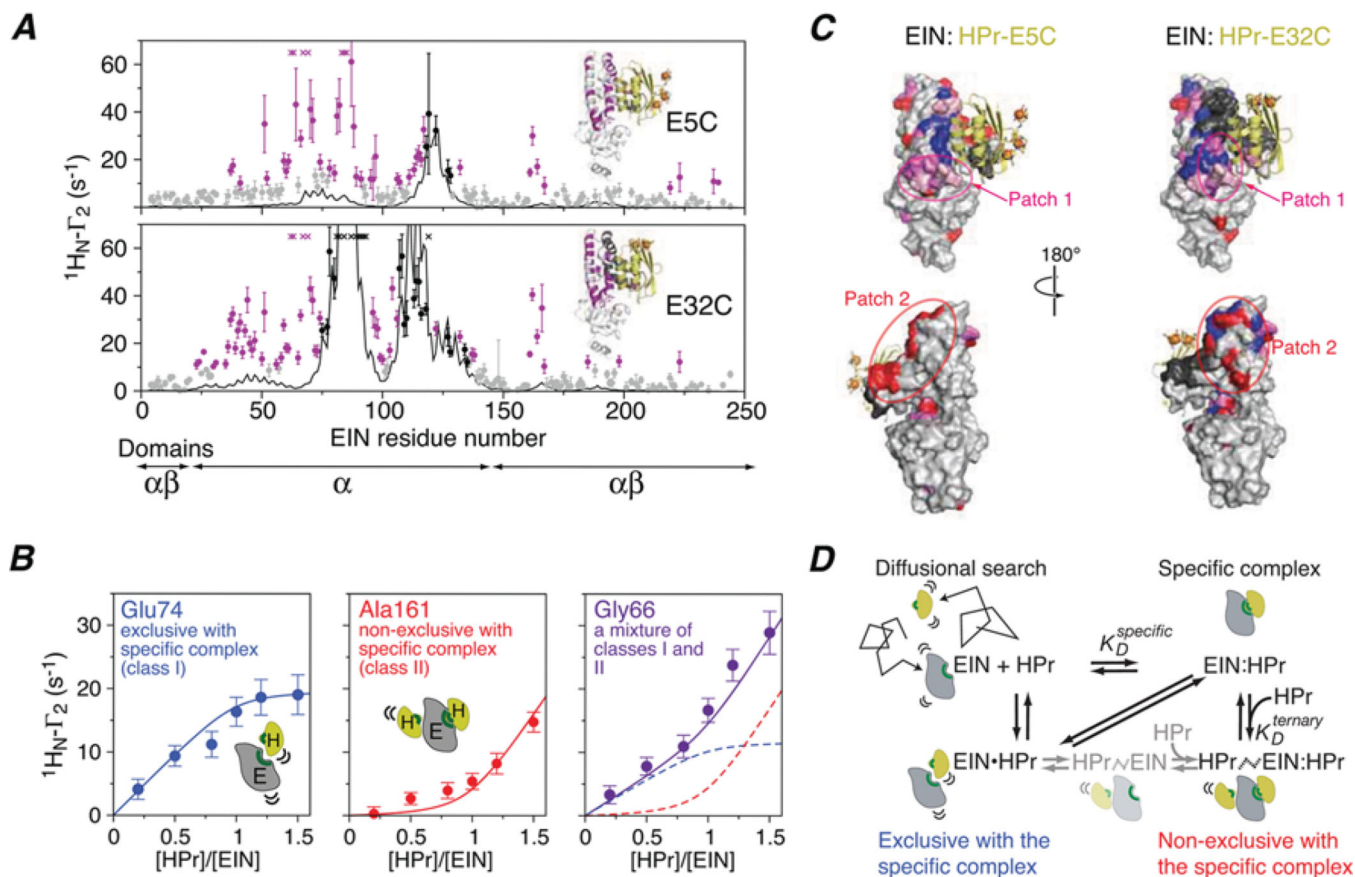 A
¹H_N-Γ₂ (s⁻¹)
60
40
20
0
E5C
60
40
20
0
E32C
0 50 100 150 200 250
EIN residue number
Domains
αβ α αβ
B
¹H_N-Γ₂ (s⁻¹)
30
20
10
0
Glu74
exclusive with
specific complex
(class I)
H
E
0 0.5 1 1.5
[HPr]/[EIN]
Ala161
non-exclusive with
specific complex
(class II)
H E H
0 0.5 1 1.5
[HPr]/[EIN]
Gly66
a mixture of
classes I and
II
0 0.5 1 1.5
[HPr]/[EIN]
C
EIN: HPr-E5C
EIN: HPr-E32C
Patch 1
Patch 1
180°
Patch 2
Patch 2
D
Diffusional search
Specific complex
EIN + HPr
K_D^specific
EIN:HPr
HPr
K_D^ternary
HPr
EIN•HPr
HPr~EIN
HPr~EIN:HPr
Exclusive with the
specific complex
Non-exclusive with
the specific complex